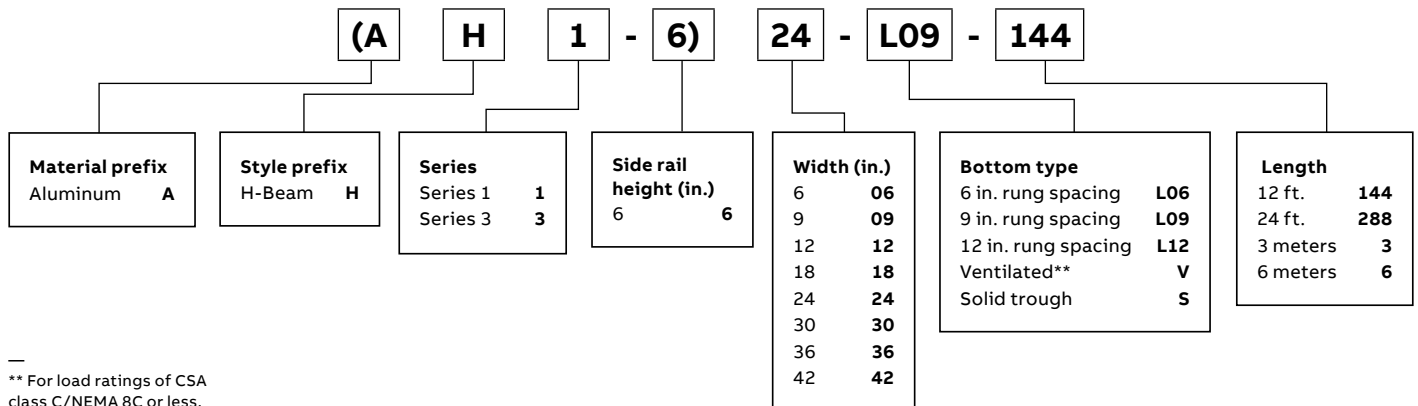 (A H 1 - 6) 24 - L09 - 144
Material prefix
Aluminum A
Style prefix
H-Beam H
Series
Series 1 1
Series 3 3
Side rail
height (in.)
6 6
Width (in.)
6 06
9 09
12 12
18 18
24 24
30 30
36 36
42 42
Bottom type
6 in. rung spacing L06
9 in. rung spacing L09
12 in. rung spacing L12
Ventilated** V
Solid trough S
Length
12 ft. 144
24 ft. 288
3 meters 3
6 meters 6
—
** For load ratings of CSA
class C/NEMA 8C or less.